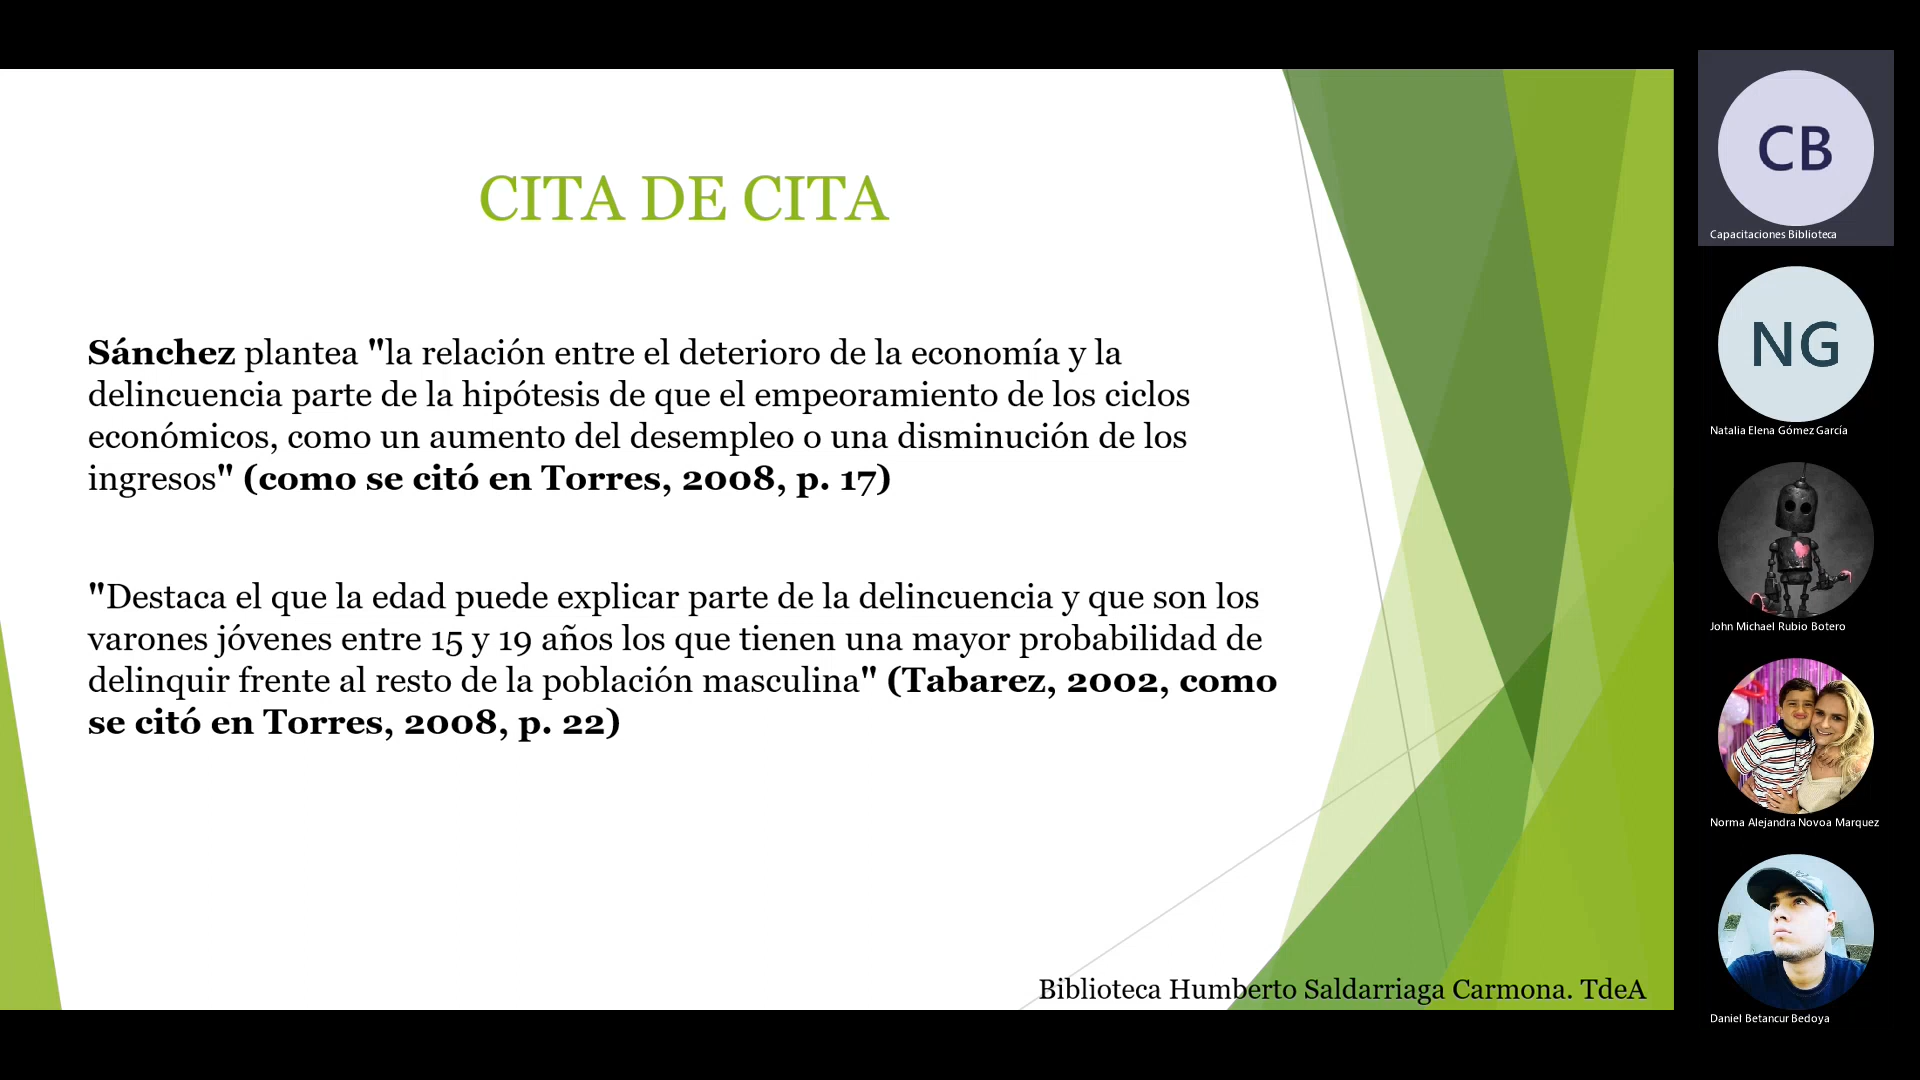 CITA DE CITA
Sánchez plantea "la relación entre el deterioro de la economía y la
delincuencia parte de la hipótesis de que el empeoramiento de los ciclos
económicos, como un aumento del desempleo o una disminución de los
ingresos" (como se citó en Torres, 2008, p. 17)
"Destaca el que la edad puede explicar parte de la delincuencia y que son los
varones jóvenes entre 15 y 19 años los que tienen una mayor probabilidad de
delinquir frente al resto de la población masculina" (Tabarez, 2002, como
se citó en Torres, 2008, p. 22)
Biblioteca Humberto Saldarriaga Carmona. TdeA
CB
Capacitaciones Biblioteca
NG
Natalia Elena Gómez García
John Michael Rubio Botero
Norma Alejandra Novoa Marquez
Daniel Betancur Bedoya